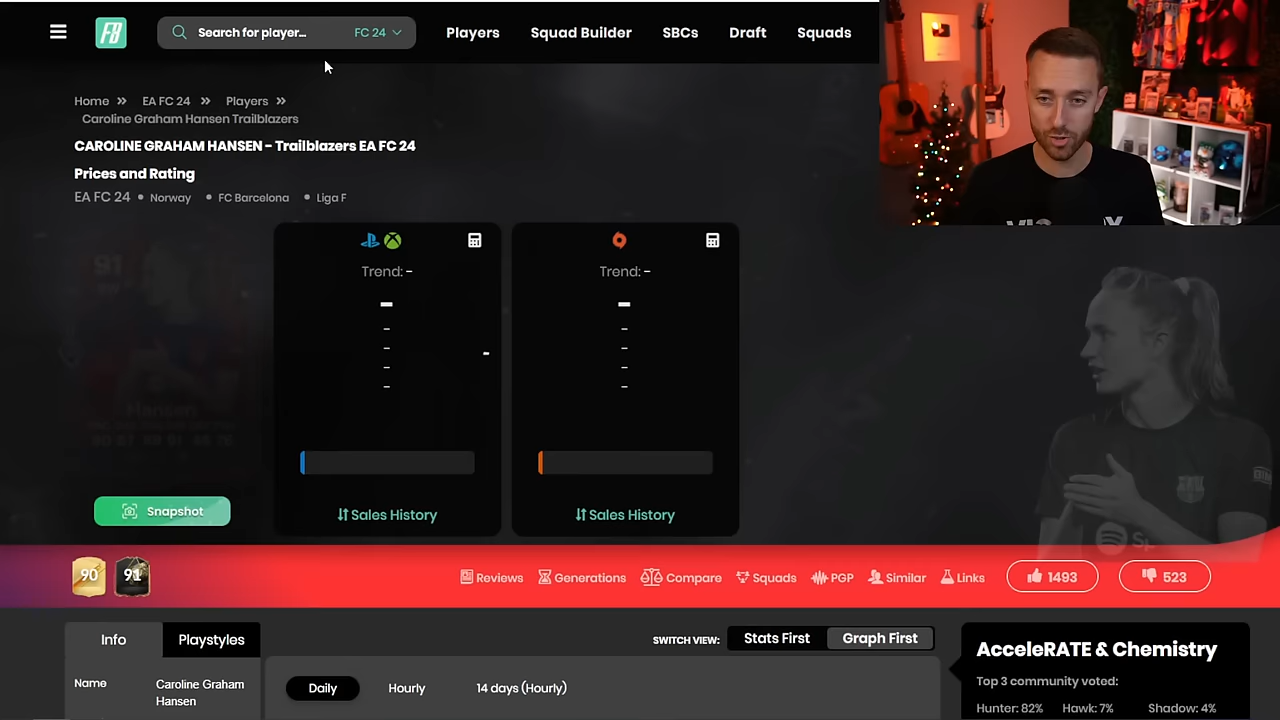 FB
Search for player...
FC 24
Players
Squad Builder
SBCs
Draft
Squads
Home » EA FC 24 » Players »
Caroline Graham Hansen Trailblazers
CAROLINE GRAHAM HANSEN - Trailblazers EA FC 24
Prices and Rating
EA FC 24 • Norway • FC Barcelona • Liga F
Trend: -
Trend: -
91
Hansen
Snapshot
Sales History
Sales History
90
91
Reviews
Generations
Compare
Squads
PGP
Similar
Links
1493
523
Info
Playstyles
SWITCH VIEW:
Stats First
Graph First
AcceleRATE & Chemistry
Top 3 community voted:
Hunter: 82%
Hawk: 7%
Shadow: 4%
Name
Caroline Graham
Hansen
Daily
Hourly
14 days (Hourly)